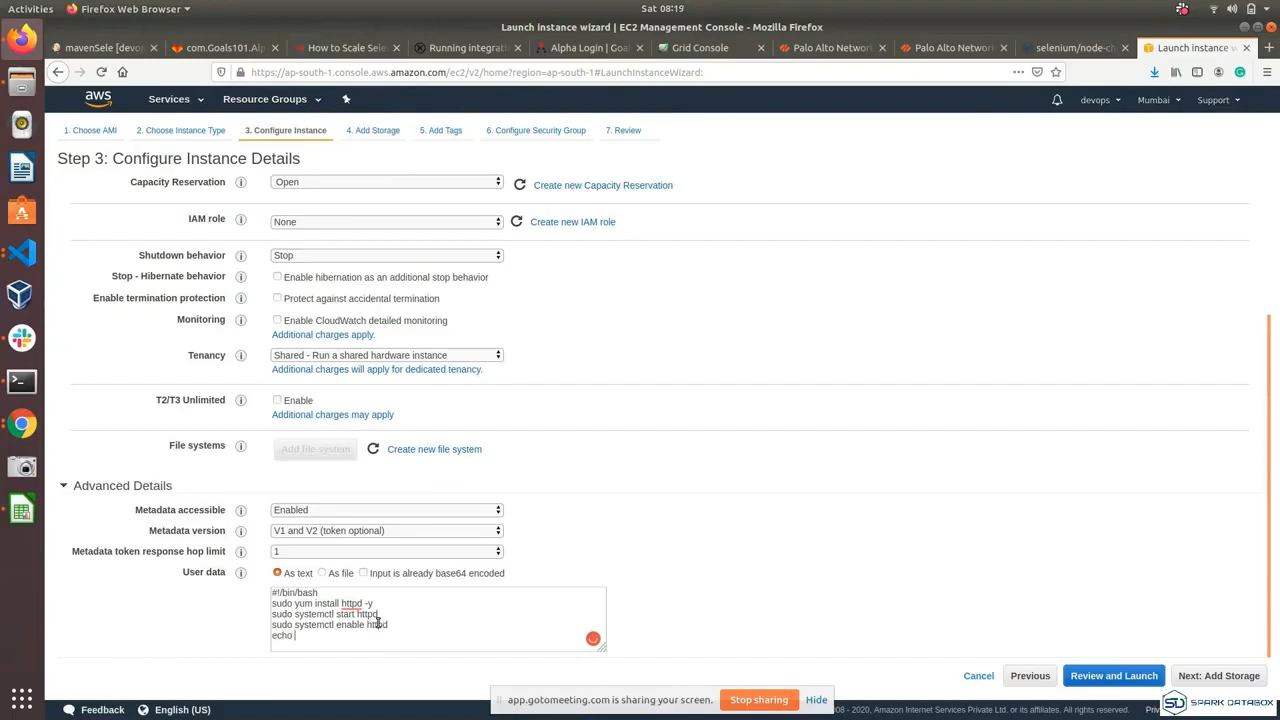 Activities Firefox Web Browser Sat 08:19
Launch instance wizard | EC2 Management Console - Mozilla Firefox
mavenSele [devop com.Goals101.Al How to Scale Sele Running integrati Alpha Login | Goal Grid Console Palo Alto Network Palo Alto Network selenium/node-ch Launch instance w
https://ap-south-1.console.aws.amazon.com/ec2/v2/home?region=ap-south-1#LaunchInstanceWizard:
aws Services Resource Groups devops Mumbai Support
1. Choose AMI 2. Choose Instance Type 3. Configure Instance 4. Add Storage 5. Add Tags 6. Configure Security Group 7. Review
Step 3: Configure Instance Details
Capacity Reservation Open Create new Capacity Reservation
IAM role None Create new IAM role
Shutdown behavior Stop
Stop - Hibernate behavior Enable hibernation as an additional stop behavior
Enable termination protection Protect against accidental termination
Monitoring Enable CloudWatch detailed monitoring
Additional charges apply.
Tenancy Shared - Run a shared hardware instance
Additional charges will apply for dedicated tenancy.
T2/T3 Unlimited Enable
Additional charges may apply
File systems Add file system Create new file system
Advanced Details
Metadata accessible Enabled
Metadata version V1 and V2 (token optional)
Metadata token response hop limit 1
User data As text As file Input is already base64 encoded
#!/bin/bash
sudo yum install httpd -y
sudo systemctl start httpd
sudo systemctl enable httpd
echo
Cancel Previous Review and Launch Next: Add Storage
app.gotomeeting.com is sharing your screen. Stop sharing Hide
Feedback English (US) 08 - 2020, Amazon Internet Services Private Ltd. or its affiliates. All rights reserved.
SPARK DATABOX